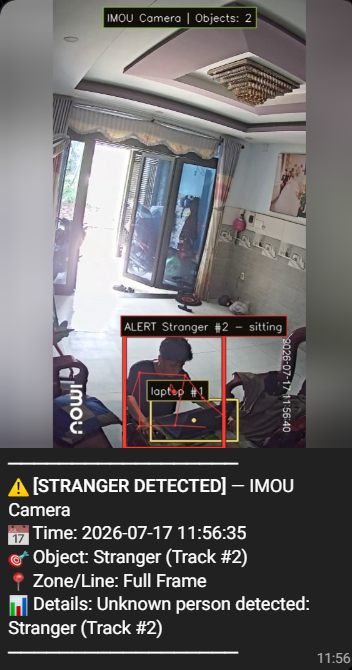 IMOU Camera | Objects: 2
ALERT Stranger #2 - sitting
laptop #1
imou
2026-07-17 11:56:40
⚠️ [STRANGER DETECTED] — IMOU
Camera
📅 Time: 2026-07-17 11:56:35
🎯 Object: Stranger (Track #2)
📍 Zone/Line: Full Frame
📊 Details: Unknown person detected:
Stranger (Track #2)
11:56